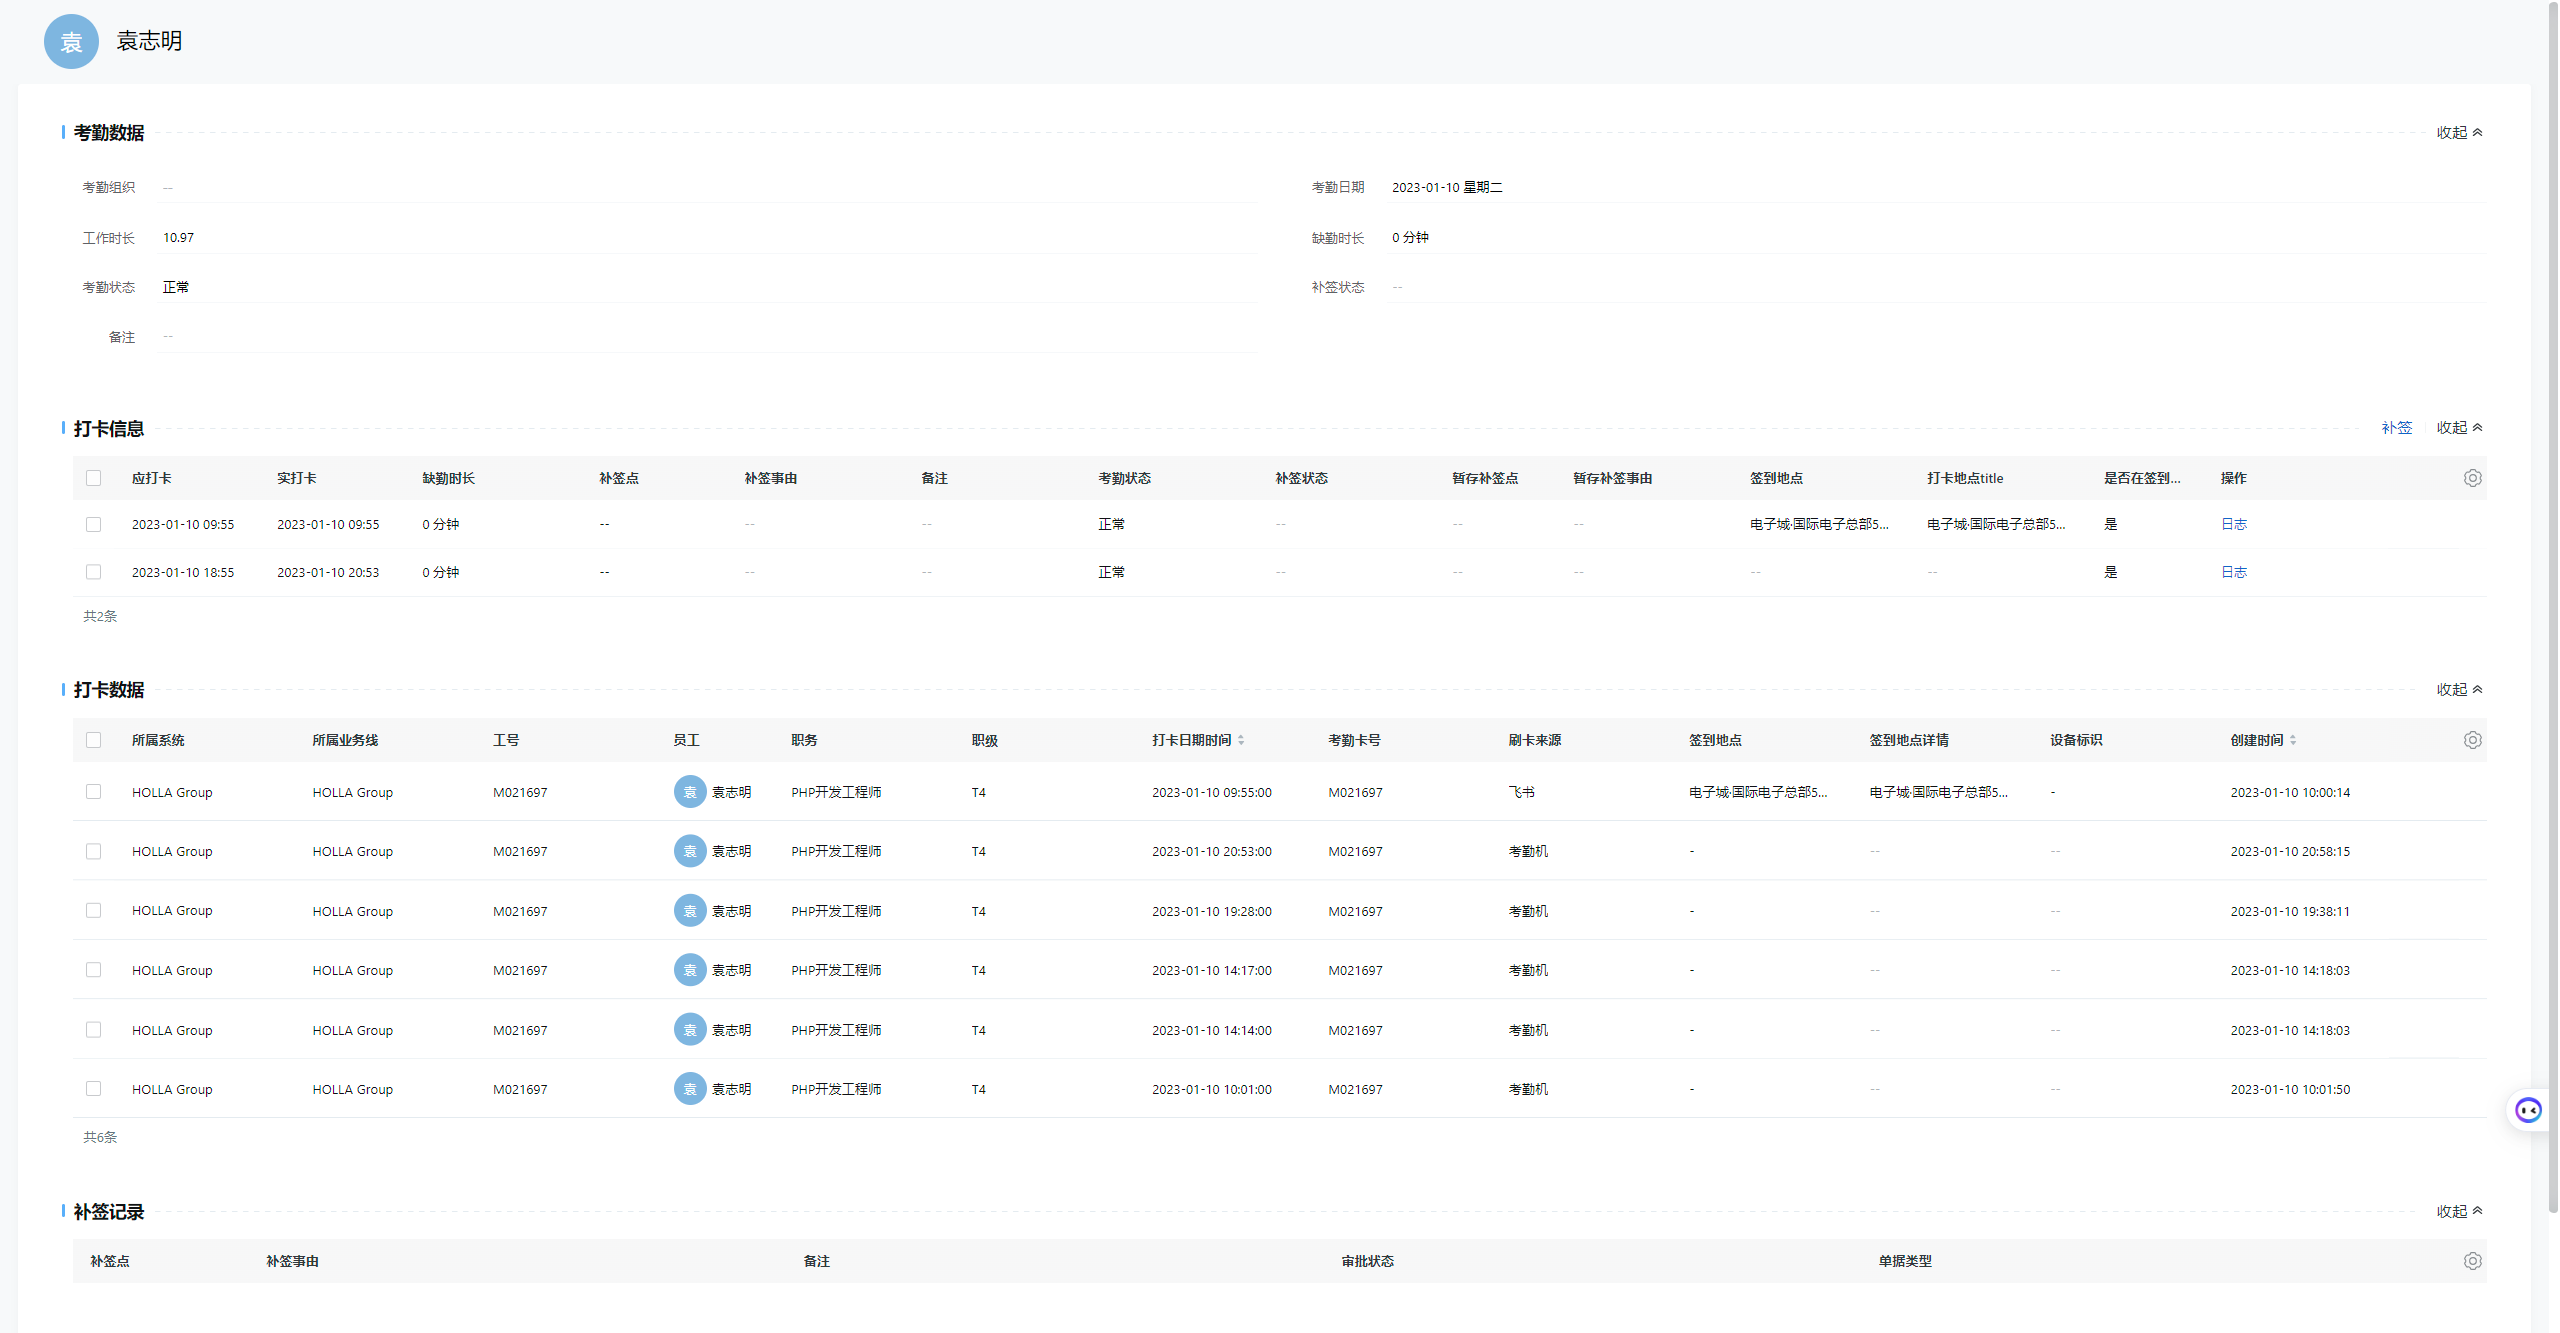 袁 袁志明
考勤数据 收起
考勤组织 -- 考勤日期 2023-01-10 星期二
工作时长 10.97 缺勤时长 0 分钟
考勤状态 正常 补签状态 --
备注 --
打卡信息 补签 收起
应打卡 实打卡 缺勤时长 补签点 补签事由 备注 考勤状态 补签状态 暂存补签点 暂存补签事由 签到地点 打卡地点title 是否在签到... 操作
2023-01-10 09:55 2023-01-10 09:55 0 分钟 -- -- -- 正常 -- -- -- 电子城·国际电子总部5... 电子城·国际电子总部5... 是 日志
2023-01-10 18:55 2023-01-10 20:53 0 分钟 -- -- -- 正常 -- -- -- -- -- 是 日志
共2条
打卡数据 收起
所属系统 所属业务线 工号 员工 职务 职级 打卡日期时间 考勤卡号 刷卡来源 签到地点 签到地点详情 设备标识 创建时间
HOLLA Group HOLLA Group M021697 袁 袁志明 PHP开发工程师 T4 2023-01-10 09:55:00 M021697 飞书 电子城·国际电子总部5... 电子城·国际电子总部5... - 2023-01-10 10:00:14
HOLLA Group HOLLA Group M021697 袁 袁志明 PHP开发工程师 T4 2023-01-10 20:53:00 M021697 考勤机 - -- -- 2023-01-10 20:58:15
HOLLA Group HOLLA Group M021697 袁 袁志明 PHP开发工程师 T4 2023-01-10 19:28:00 M021697 考勤机 - -- -- 2023-01-10 19:38:11
HOLLA Group HOLLA Group M021697 袁 袁志明 PHP开发工程师 T4 2023-01-10 14:17:00 M021697 考勤机 - -- -- 2023-01-10 14:18:03
HOLLA Group HOLLA Group M021697 袁 袁志明 PHP开发工程师 T4 2023-01-10 14:14:00 M021697 考勤机 - -- -- 2023-01-10 14:18:03
HOLLA Group HOLLA Group M021697 袁 袁志明 PHP开发工程师 T4 2023-01-10 10:01:00 M021697 考勤机 - -- -- 2023-01-10 10:01:50
共6条
补签记录 收起
补签点 补签事由 备注 审批状态 单据类型